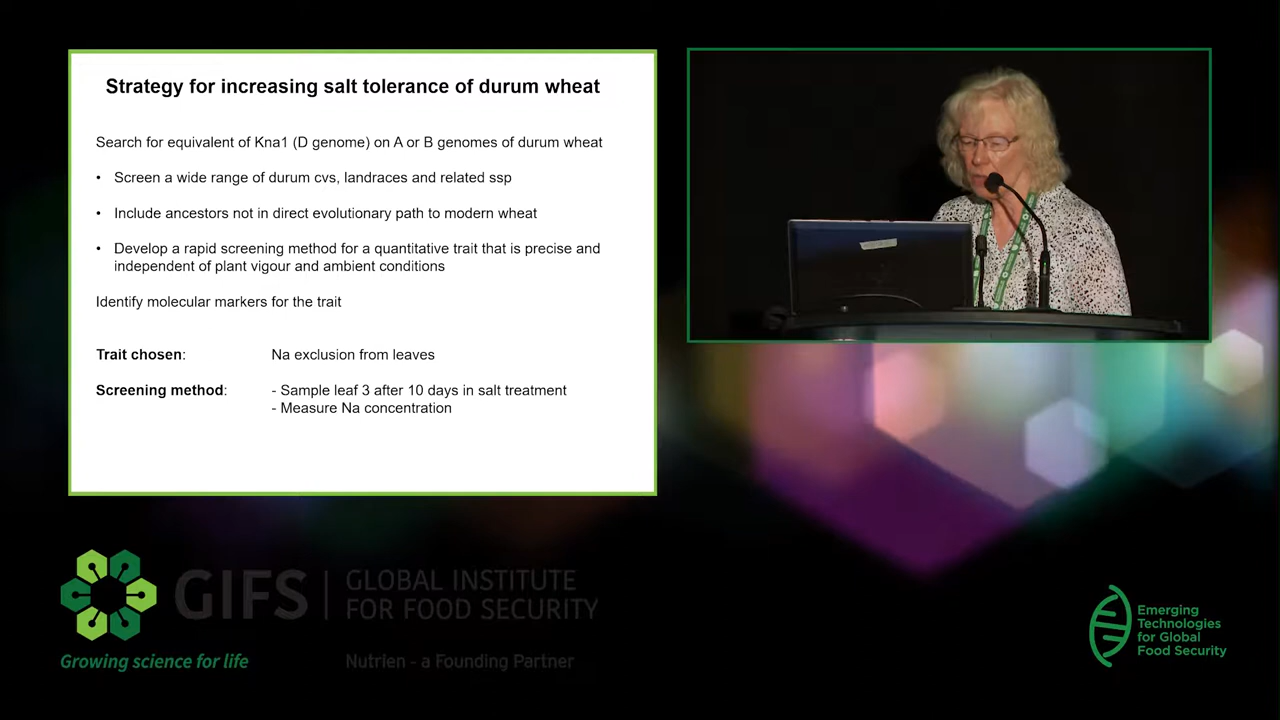 Strategy for increasing salt tolerance of durum wheat
Search for equivalent of Kna1 (D genome) on A or B genomes of durum wheat
• Screen a wide range of durum cvs, landraces and related ssp
• Include ancestors not in direct evolutionary path to modern wheat
• Develop a rapid screening method for a quantitative trait that is precise and
independent of plant vigour and ambient conditions
Identify molecular markers for the trait
Trait chosen: Na exclusion from leaves
Screening method: - Sample leaf 3 after 10 days in salt treatment
- Measure Na concentration
GIFS
GLOBAL INSTITUTE
FOR FOOD SECURITY
Growing science for life
Nutrien - a Founding Partner
Emerging
Technologies
for Global
Food Security